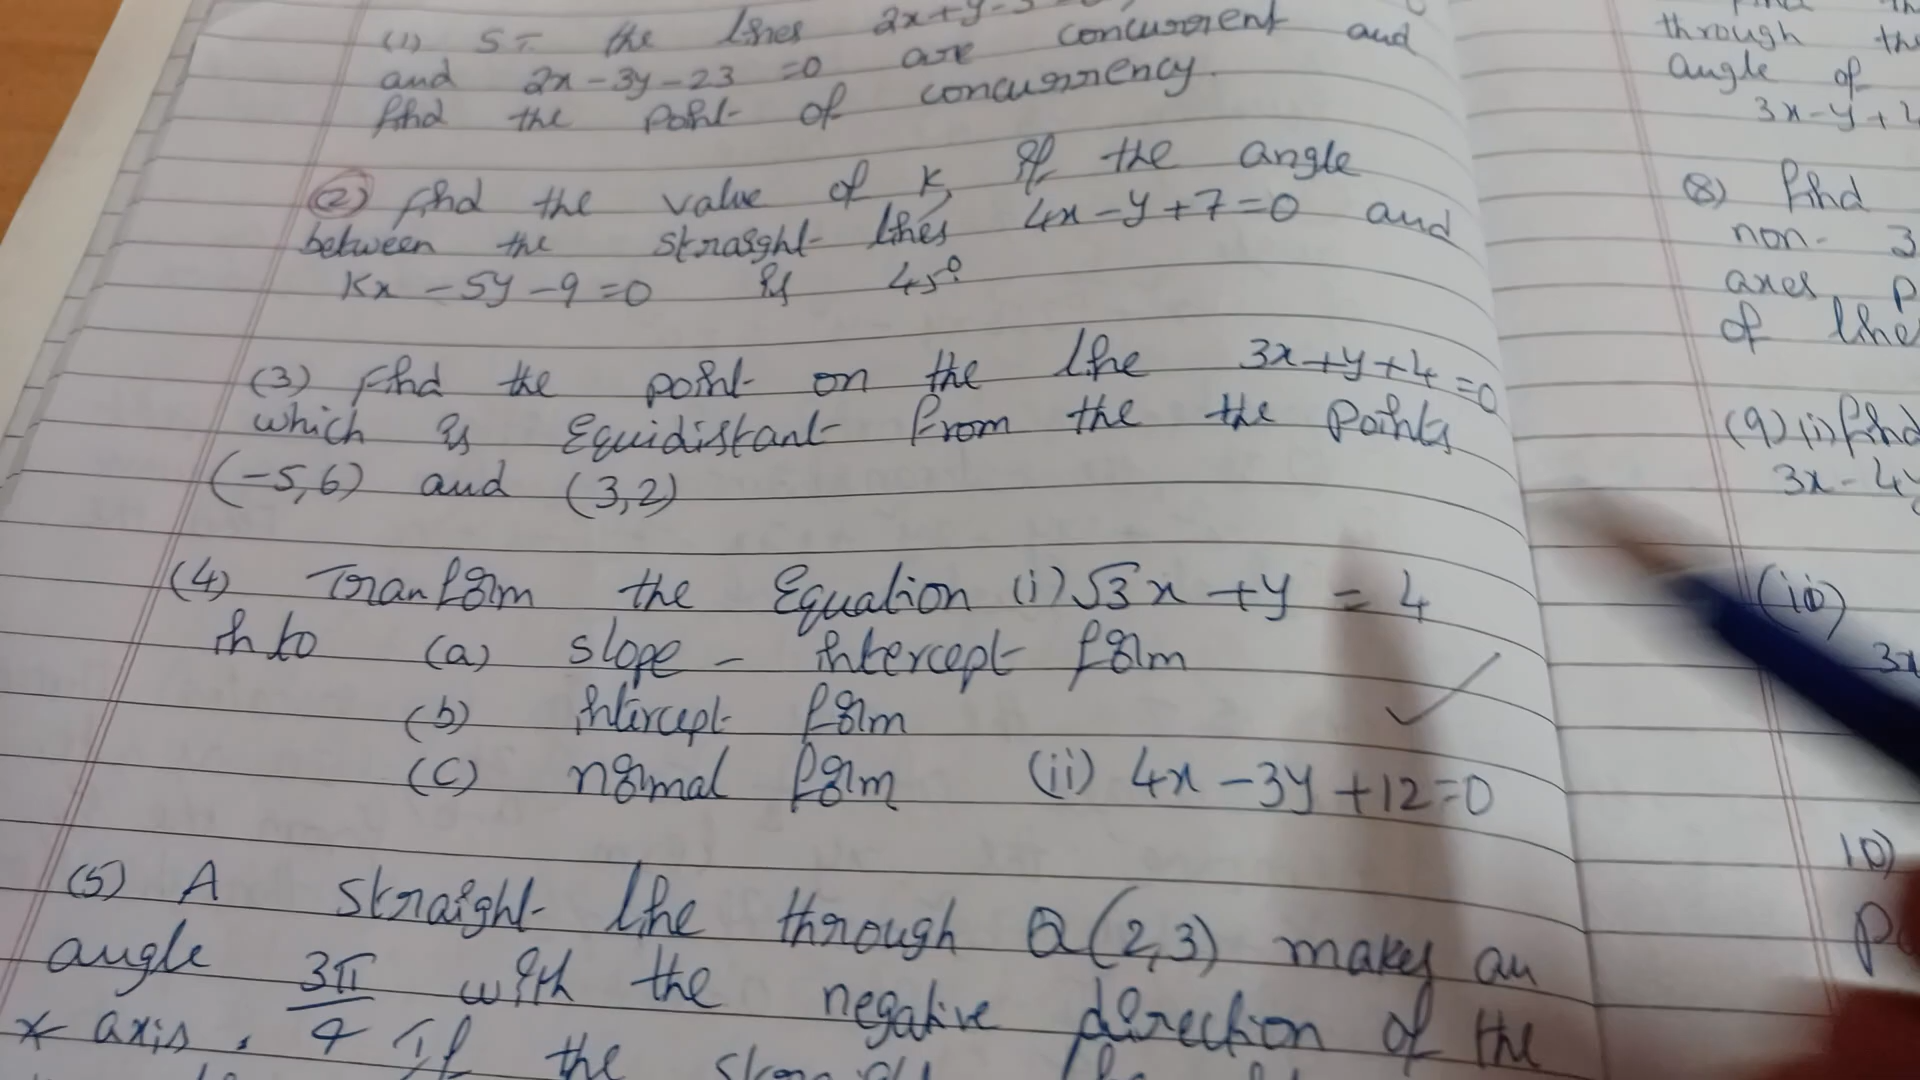 (1) S.T. the lines 2x+y-3
and 2x-3y-23=0 are concurrent and
find the point of concurrency.
(2) find the value of K, if the angle
between the straight lines 4x-y+7=0 and
Kx-5y-9=0 is 45°
(3) Find the point on the line 3x+y+4=0
which is Equidistant from the the points
(-5,6) and (3,2)
(4) Tranform the Equation (i) √3x+y=4
into (a) slope-intercept form
(b) intercept form
(c) normal form (ii) 4x-3y+12=0
(5) A straight line through Q(2,3) makes an
angle 3π/4 with the negative direction of the
x axis. If the
through the
angle of
3x-y+4
(8) find
non- 3
axes, p
of line
(9)(i) find
3x-4y
(ii)
3x
10)